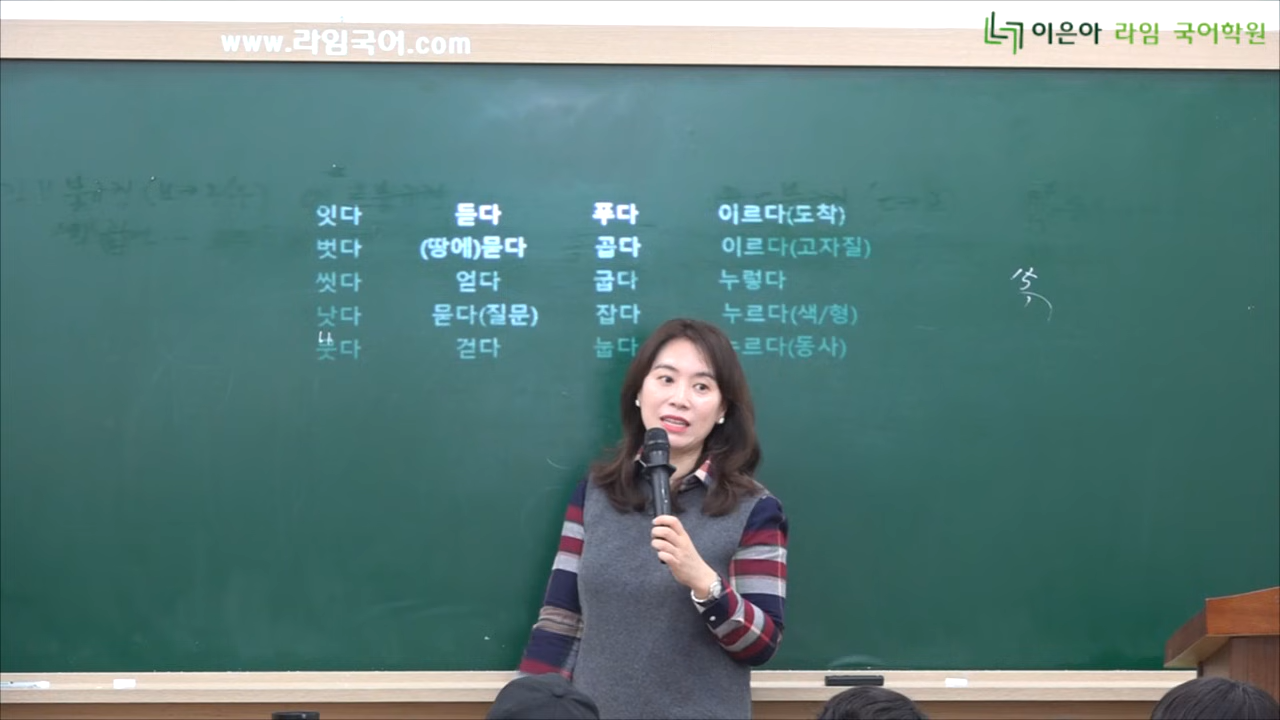 www.라임국어.com
이은아 라임 국어학원
잇다 듣다 푸다 이르다(도착)
벗다 (땅에)묻다 곱다 이르다(고자질)
씻다 얻다 굽다 누렇다
낫다 묻다(질문) 잡다 누르다(색/형)
걷다 눕다 누르다(동사)